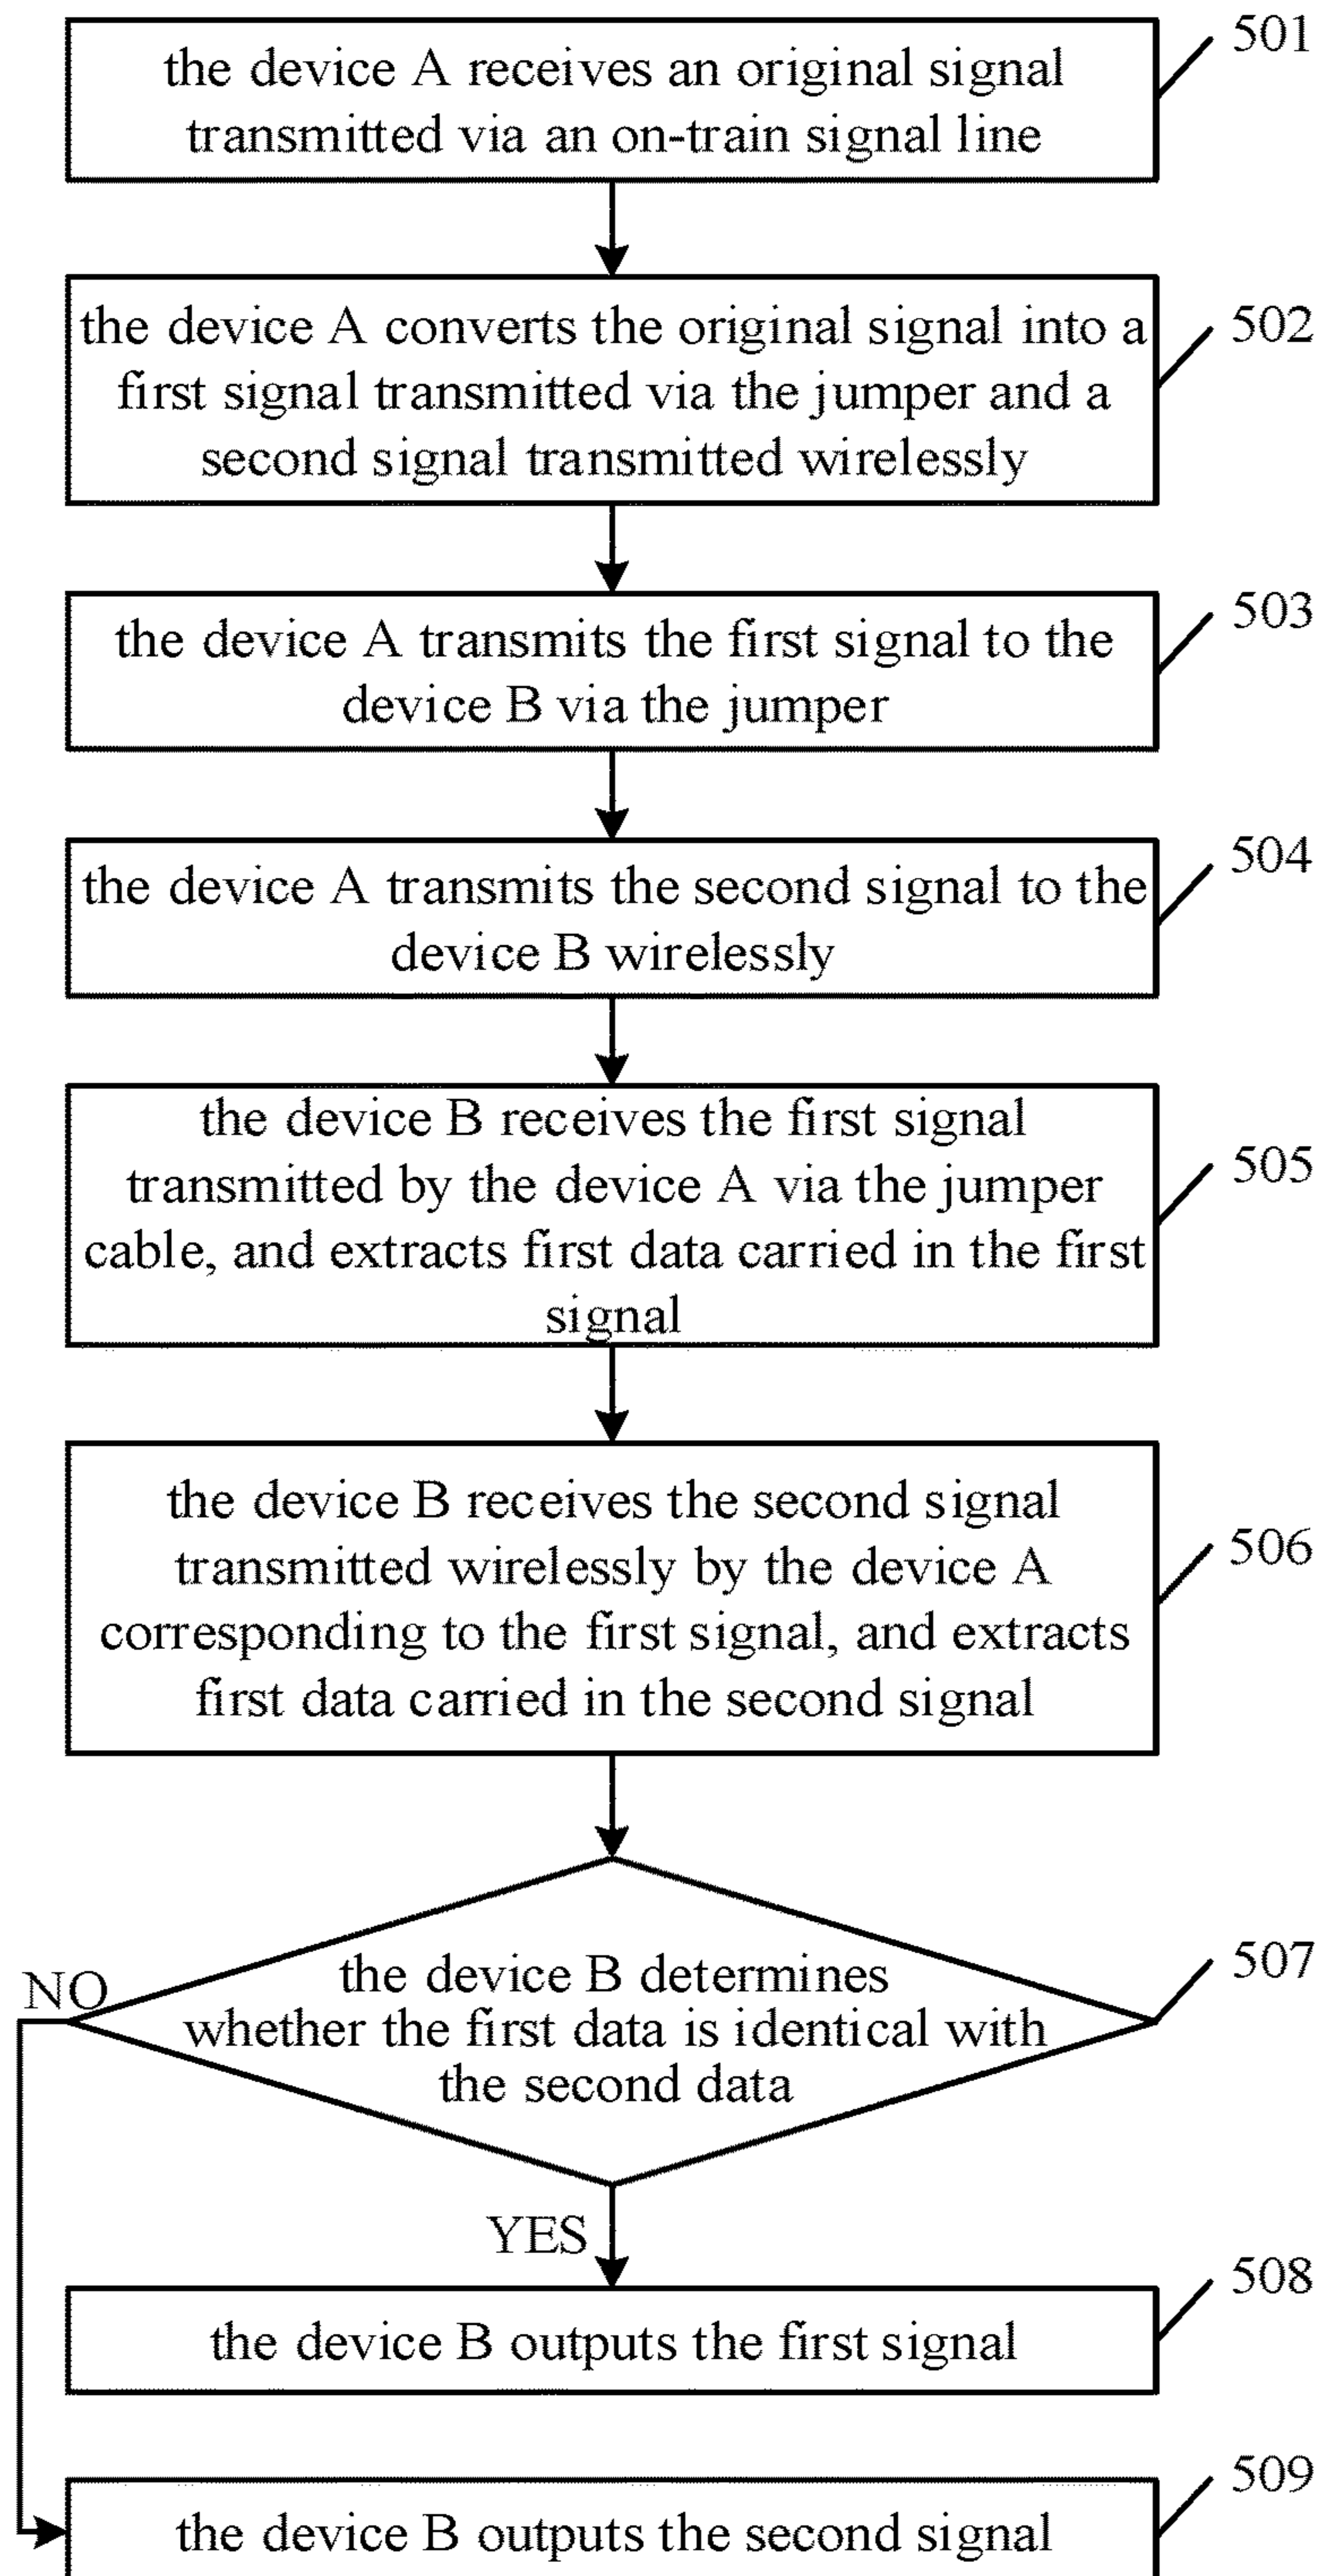 the device A receives an original signal
transmitted via an on-train signal line
501
the device A converts the original signal into a
first signal transmitted via the jumper and a
second signal transmitted wirelessly
502
the device A transmits the first signal to the
device B via the jumper
503
the device A transmits the second signal to the
device B wirelessly
504
the device B receives the first signal
transmitted by the device A via the jumper
cable, and extracts first data carried in the first
signal
505
the device B receives the second signal
transmitted wirelessly by the device A
corresponding to the first signal, and extracts
first data carried in the second signal
506
the device B determines
whether the first data is identical with
the second data
507
NO
YES
the device B outputs the first signal
508
the device B outputs the second signal
509